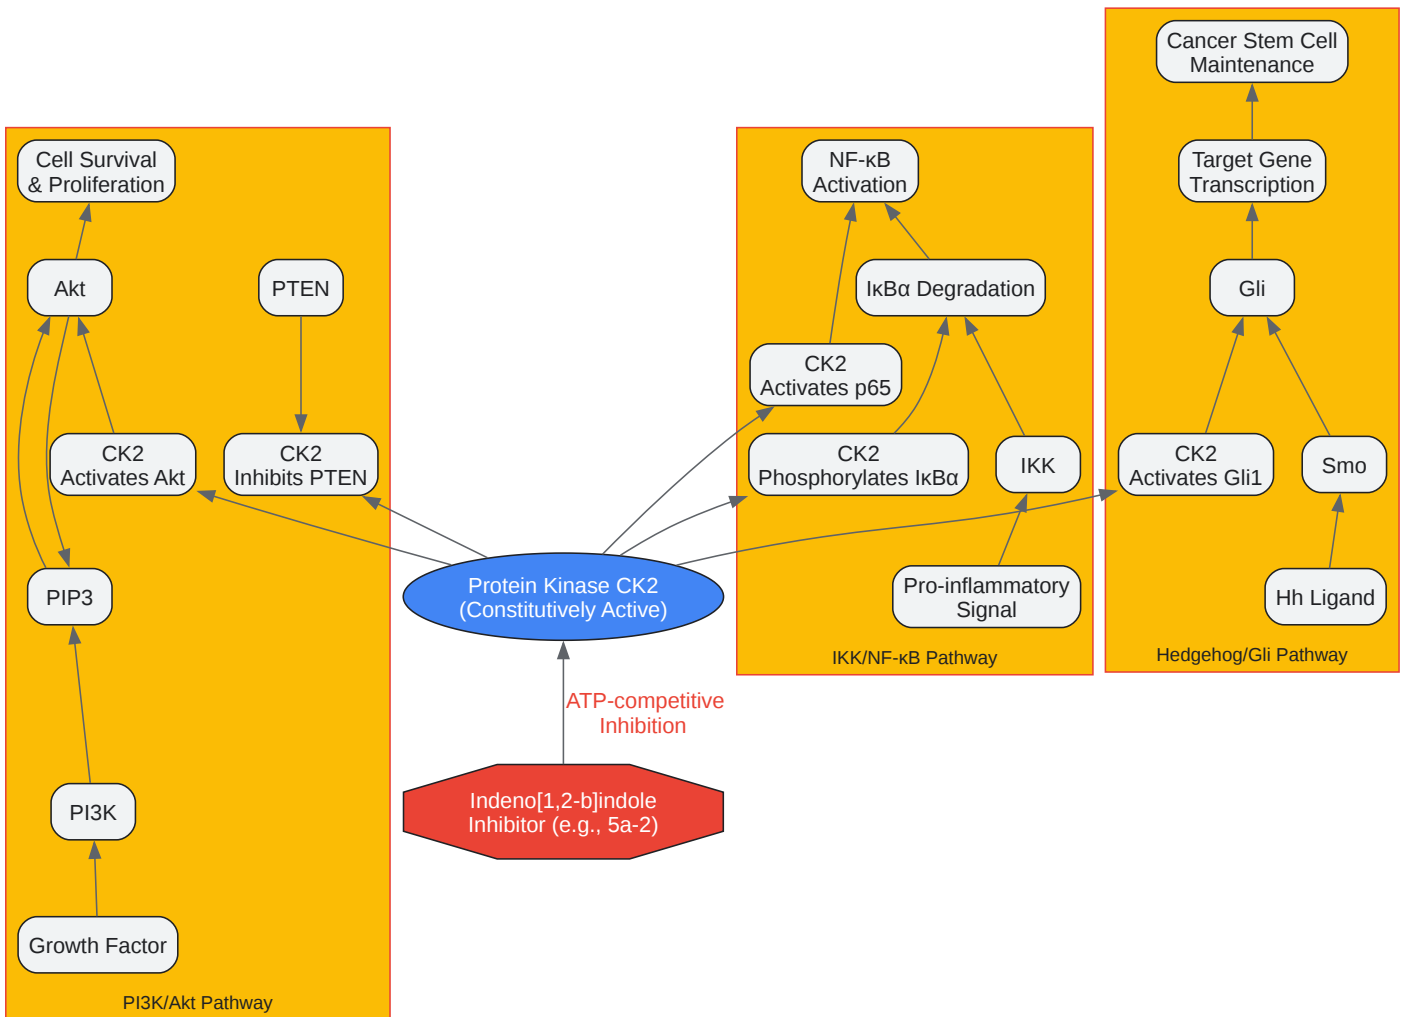 Cancer Stem Cell
Maintenance
Cell Survival
& Proliferation
NF-κB
Activation
Target Gene
Transcription
Akt
PTEN
IκBα Degradation
Gli
CK2
Activates p65
CK2
Activates Akt
CK2
Inhibits PTEN
CK2
Phosphorylates IκBα
IKK
CK2
Activates Gli1
Smo
PIP3
Protein Kinase CK2
(Constitutively Active)
Pro-inflammatory
Signal
Hh Ligand
IKK/NF-κB Pathway
Hedgehog/Gli Pathway
ATP-competitive
Inhibition
PI3K
Indeno[1,2-b]indole
Inhibitor (e.g., 5a-2)
Growth Factor
PI3K/Akt Pathway